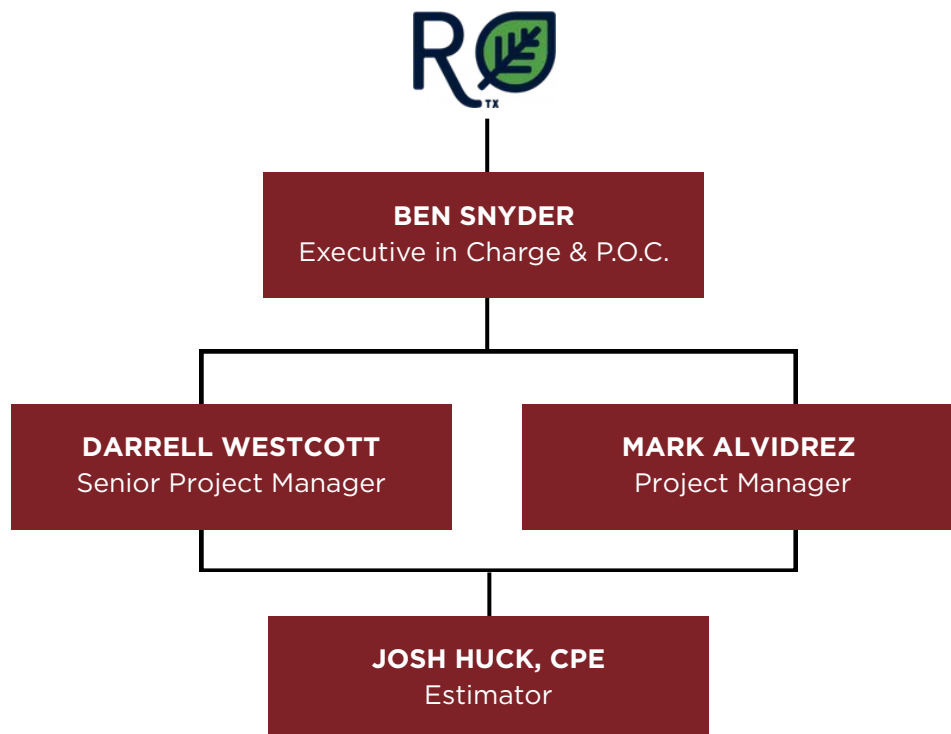 R
TX
BEN SNYDER
Executive in Charge & P.O.C.
DARRELL WESTCOTT
Senior Project Manager
MARK ALVIDREZ
Project Manager
JOSH HUCK, CPE
Estimator